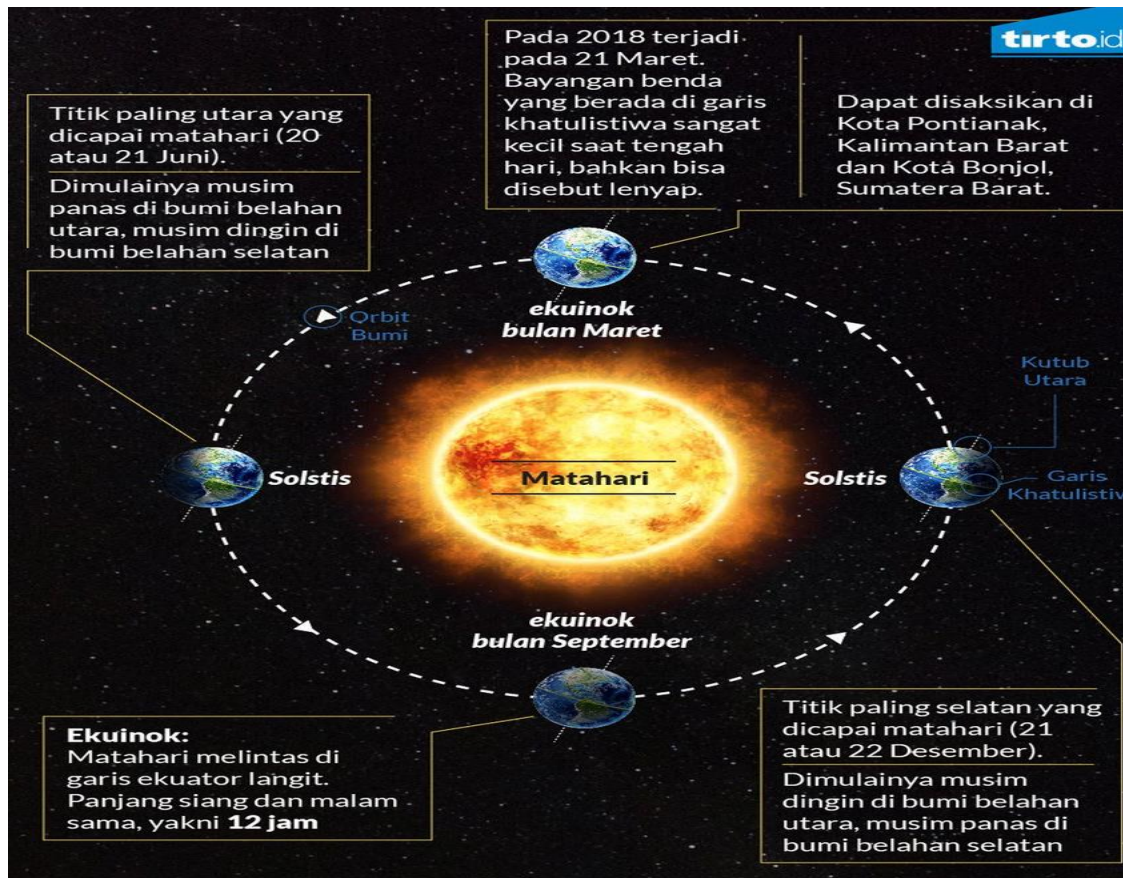 tirto.id
Pada 2018 terjadi
pada 21 Maret.
Bayangan benda
yang berada di garis
khatulistiwa sangat
kecil saat tengah
hari, bahkan bisa
disebut lenyap.
Dapat disaksikan di
Kota Pontianak,
Kalimantan Barat
dan Kota Bonjol,
Sumatera Barat.
Titik paling utara yang
dicapai matahari (20
atau 21 Juni).
Dimulainya musim
panas di bumi belahan
utara, musim dingin di
bumi belahan selatan
ekuinok
bulan Maret
Orbit
Bumi
Kutub
Utara
Solstis
Matahari
Solstis
Garis
Khatulistiw
ekuinok
bulan September
Ekuinok:
Matahari melintas di
garis ekuator langit.
Panjang siang dan malam
sama, yakni 12 jam
Titik paling selatan yang
dicapai matahari (21
atau 22 Desember).
Dimulainya musim
dingin di bumi belahan
utara, musim panas di
bumi belahan selatan